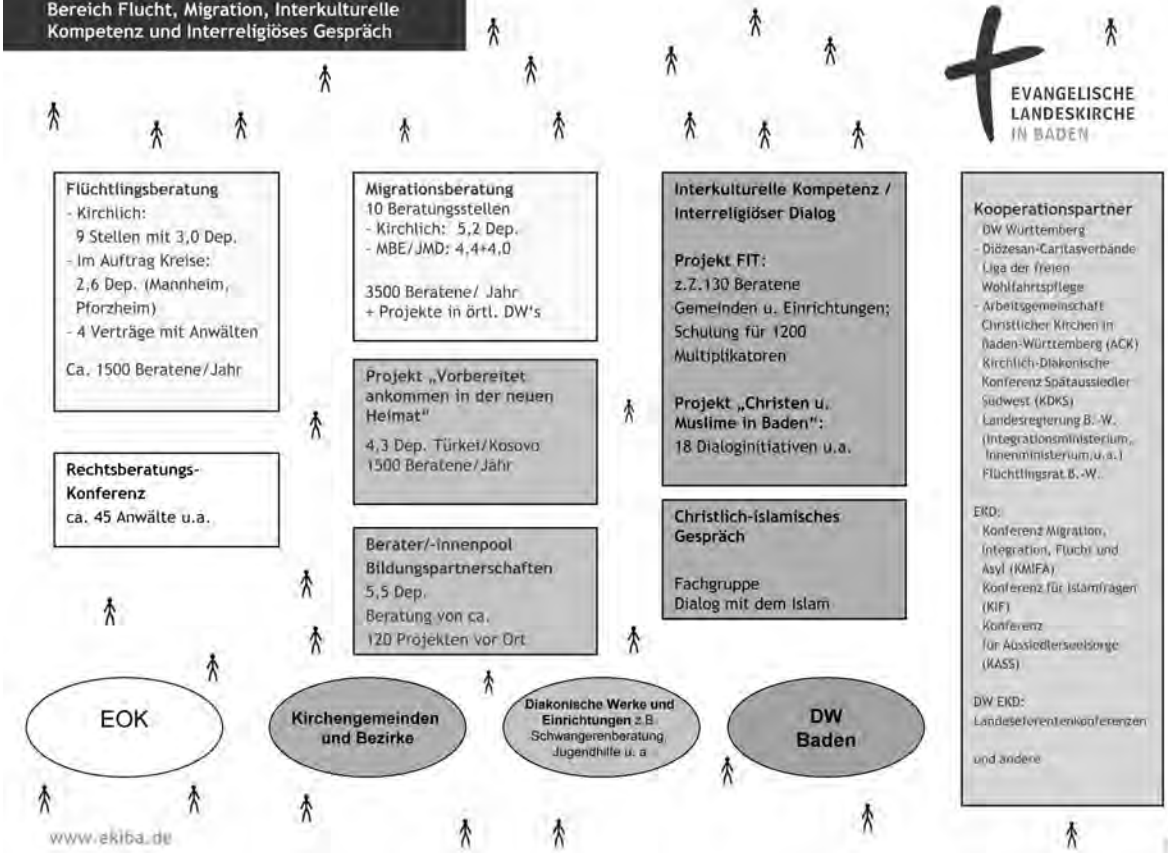 Bereich Flucht, Migration, Interkulturelle
Kompetenz und Interreligiöses Gespräch
EVANGELISCHE
LANDESKIRCHE
IN BADEN
Flüchtlingsberatung
- Kirchlich:
9 Stellen mit 3,0 Dep.
- Im Auftrag Kreise:
2,6 Dep. (Mannheim,
Pforzheim)
- 4 Verträge mit Anwälten
Ca. 1500 Beratene/Jahr
Rechtsberatungs-
Konferenz
ca. 45 Anwälte u.a.
Migrationsberatung
10 Beratungsstellen
- Kirchlich: 5,2 Dep.
- MBE/JMD: 4,4+4,0
3500 Beratene/ Jahr
+ Projekte in örtl. DW's
Projekt „Vorbereitet
ankommen in der neuen
Heimat"
4,3 Dep. Türkei/Kosovo
1500 Beratene/Jahr
Berater/-innenpool
Bildungspartnerschaften
5,5 Dep.
Beratung von ca.
120 Projekten vor Ort
Interkulturelle Kompetenz /
Interreligiöser Dialog
Projekt FIT:
z.Z.130 Beratene
Gemeinden u. Einrichtungen;
Schulung für 1200
Multiplikatoren
Projekt „Christen u.
Muslime in Baden":
18 Dialoginitiativen u.a.
Christlich-islamisches
Gespräch
Fachgruppe
Dialog mit dem Islam
Kooperationspartner
DW Württemberg
- Diözesan-Caritasverbände
Liga der freien
Wohlfahrtspflege
- Arbeitsgemeinschaft
Christlicher Kirchen in
Baden-Württemberg (ACK)
Kirchlich-Diakonische
Konferenz Spätaussiedler
Südwest (KDKS)
Landesregierung B.-W.
(Integrationsministerium,
Innenministerium,u.a.)
Flüchtlingsrat B.-W.
EKD:
Konferenz Migration,
Integration, Flucht und
Asyl (KMIFA)
Konferenz für Islamfragen
(KIF)
Konferenz
für Aussiedlerseelsorge
(KASS)
DW EKD:
Landeseferentenkonferenzen
und andere
EOK
Kirchengemeinden
und Bezirke
Diakonische Werke und
Einrichtungen z.B.
Schwangerenberatung
Jugendhilfe u. a
DW
Baden
www.ekiba.de